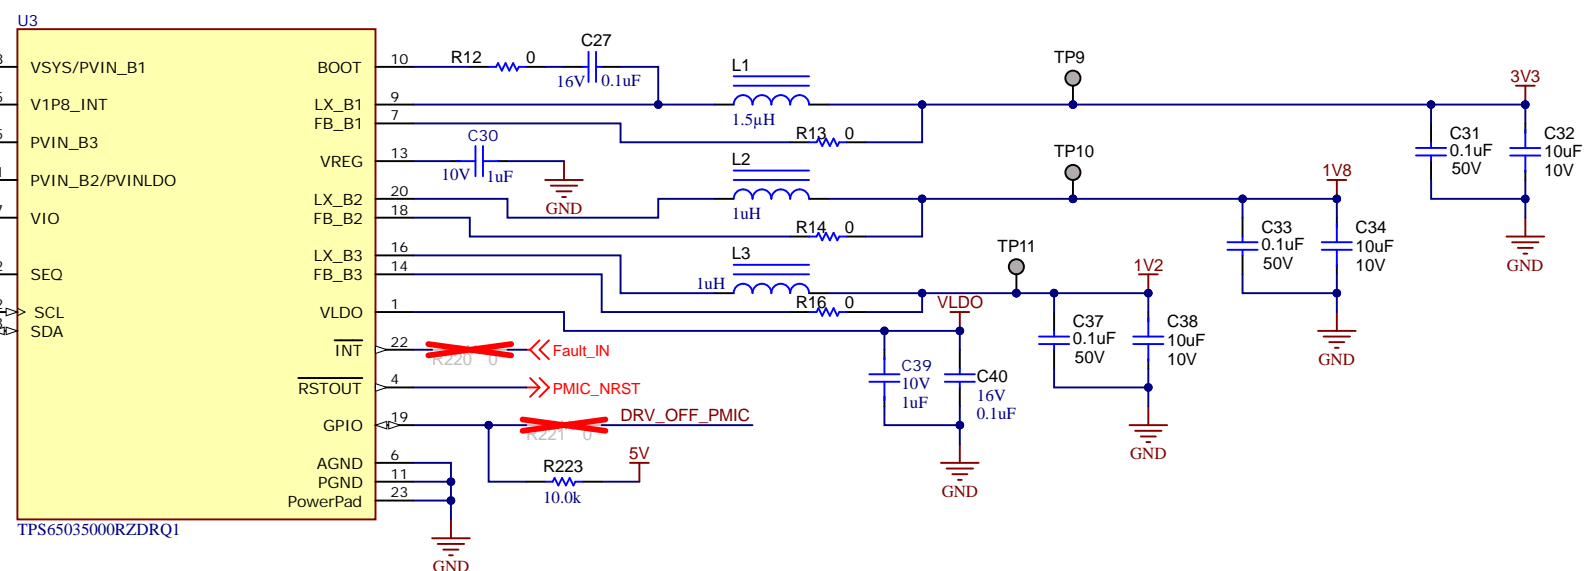 U3
VSYS/PVIN_B1
V1P8_INT
PVIN_B3
PVIN_B2/PVINLDO
VIO
SEQ
SCL
SDA
BOOT 10
LX_B1 9
FB_B1 7
VREG 13
LX_B2 20
FB_B2 18
LX_B3 16
FB_B3 14
VLDO 1
INT 22
RSTOUT 4
GPIO 19
AGND 6
PGND 11
PowerPad 23
TPS65035000RZDRQ1
R12 0
C27
16V 0.1uF
L1
1.5µH
R13 0
TP9
3V3
C31
0.1uF
50V
C32
10uF
10V
GND
C30
10V 1uF
GND
L2
1uH
R14 0
TP10
1V8
C33
0.1uF
50V
C34
10uF
10V
GND
L3
1uH
R16 0
TP11
1V2
C37
0.1uF
50V
C38
10uF
10V
GND
VLDO
C39
10V
1uF
C40
16V
0.1uF
GND
R220 0
Fault_IN
PMIC_NRST
R221 0
DRV_OFF_PMIC
R223
10.0k
5V
GND